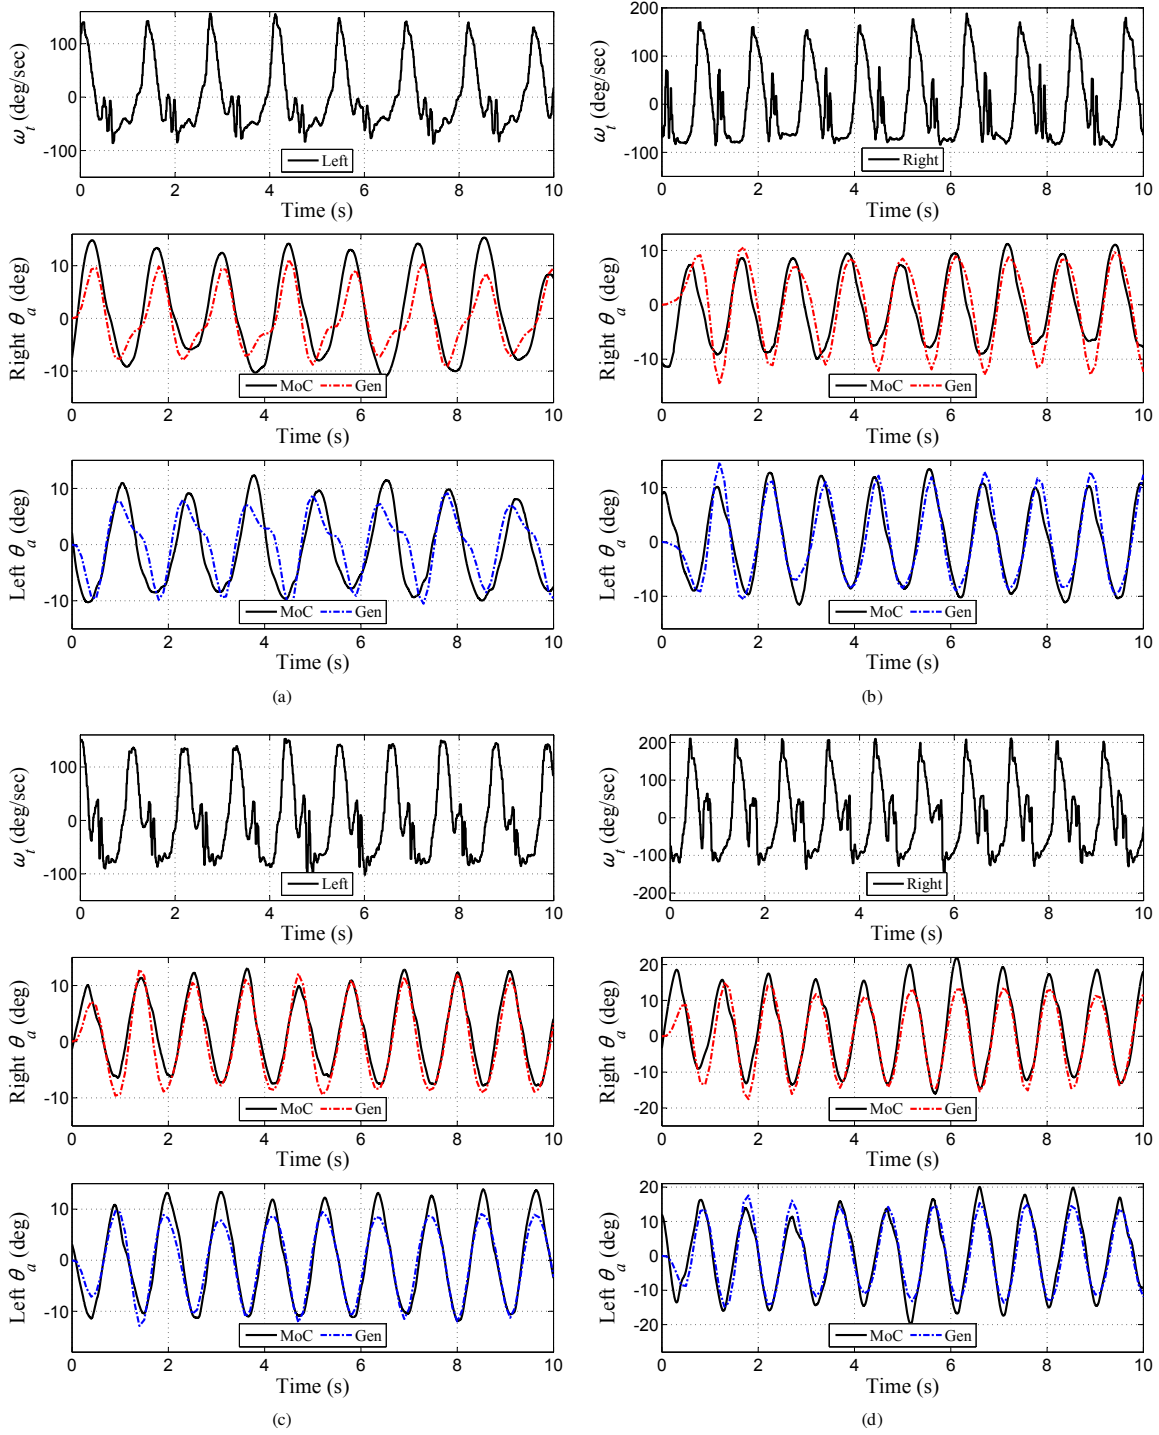 100
0
-100
ω_t (deg/sec)
Left
0 2 4 6 8 10
Time (s)
10
0
-10
Right θ_a (deg)
MoC Gen
0 2 4 6 8 10
Time (s)
10
0
-10
Left θ_a (deg)
MoC Gen
0 2 4 6 8 10
Time (s)
(a)
200
100
0
-100
ω_t (deg/sec)
Right
0 2 4 6 8 10
Time (s)
10
0
-10
Right θ_a (deg)
MoC Gen
0 2 4 6 8 10
Time (s)
10
0
-10
Left θ_a (deg)
MoC Gen
0 2 4 6 8 10
Time (s)
(b)
100
0
-100
ω_t (deg/sec)
Left
0 2 4 6 8 10
Time (s)
10
0
-10
Right θ_a (deg)
MoC Gen
0 2 4 6 8 10
Time (s)
10
0
-10
Left θ_a (deg)
MoC Gen
0 2 4 6 8 10
Time (s)
(c)
200
100
0
-100
-200
ω_t (deg/sec)
Right
0 2 4 6 8 10
Time (s)
20
10
0
-10
-20
Right θ_a (deg)
MoC Gen
0 2 4 6 8 10
Time (s)
20
10
0
-10
-20
Left θ_a (deg)
MoC Gen
0 2 4 6 8 10
Time (s)
(d)